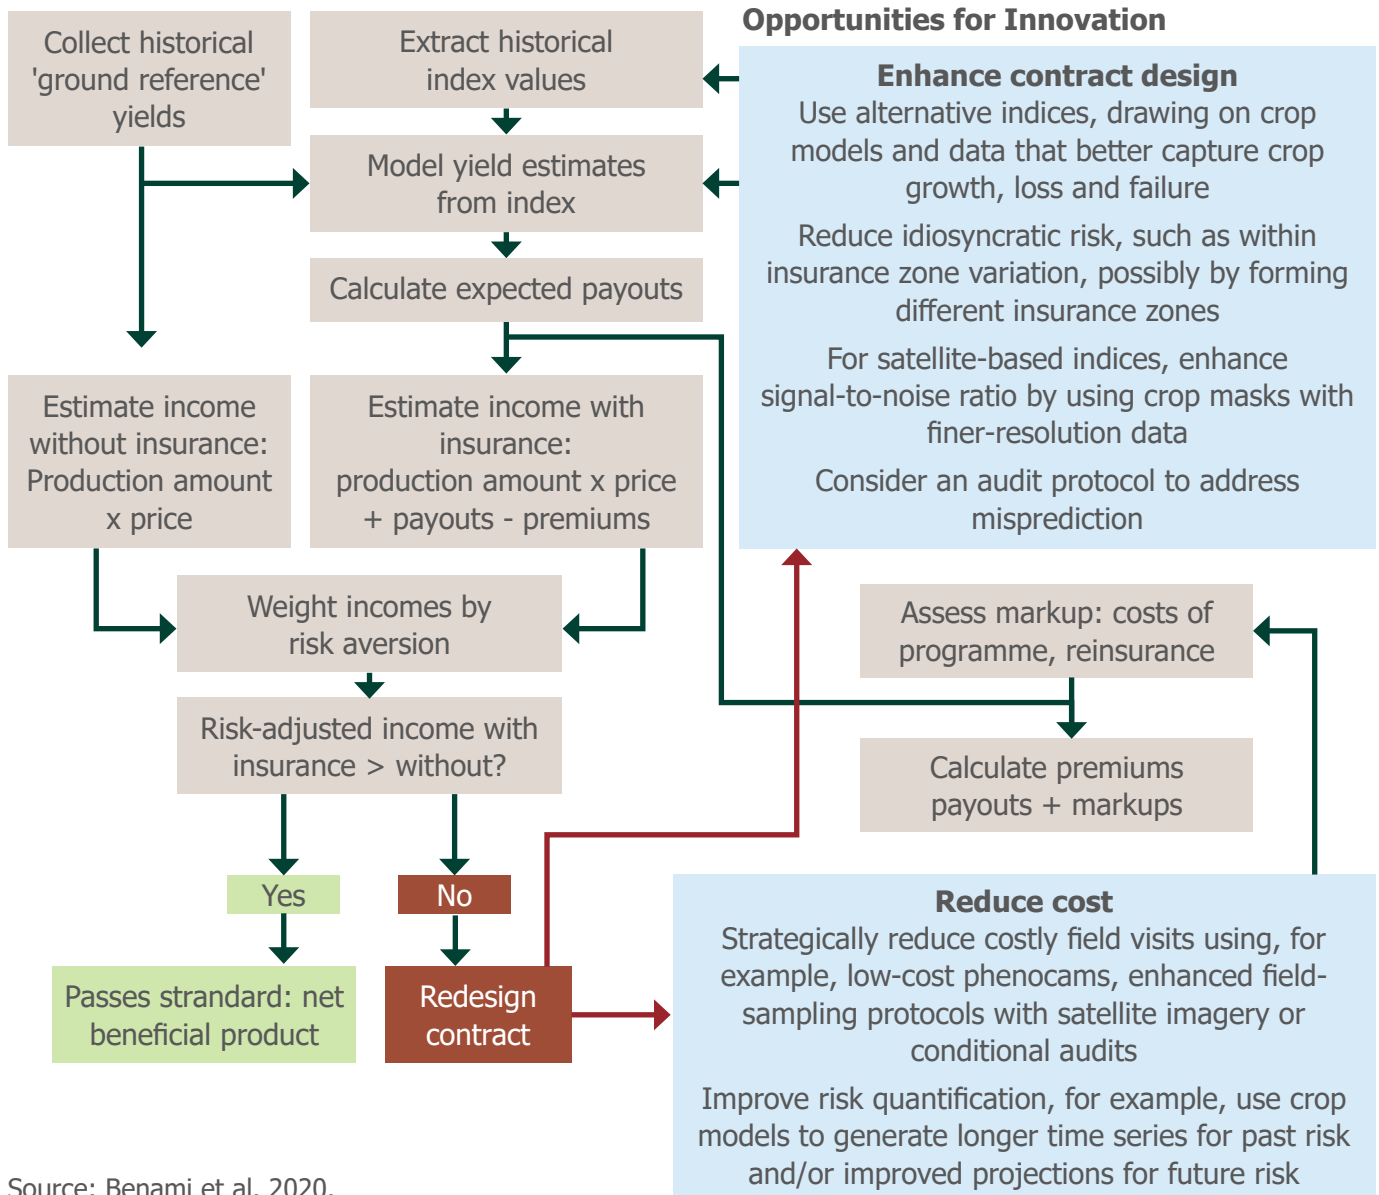 Collect historical
'ground reference'
yields
Extract historical
index values
Model yield estimates
from index
Calculate expected payouts
Estimate income
without insurance:
Production amount
x price
Estimate income with
insurance:
production amount x price
+ payouts - premiums
Weight incomes by
risk aversion
Risk-adjusted income with
insurance > without?
Yes
No
Passes strandard: net
beneficial product
Redesign
contract
Opportunities for Innovation
Enhance contract design
Use alternative indices, drawing on crop
models and data that better capture crop
growth, loss and failure
Reduce idiosyncratic risk, such as within
insurance zone variation, possibly by forming
different insurance zones
For satellite-based indices, enhance
signal-to-noise ratio by using crop masks with
finer-resolution data
Consider an audit protocol to address
misprediction
Assess markup: costs of
programme, reinsurance
Calculate premiums
payouts + markups
Reduce cost
Strategically reduce costly field visits using, for
example, low-cost phenocams, enhanced field-
sampling protocols with satellite imagery or
conditional audits
Improve risk quantification, for example, use crop
models to generate longer time series for past risk
and/or improved projections for future risk
Source: Benami et al. 2020.